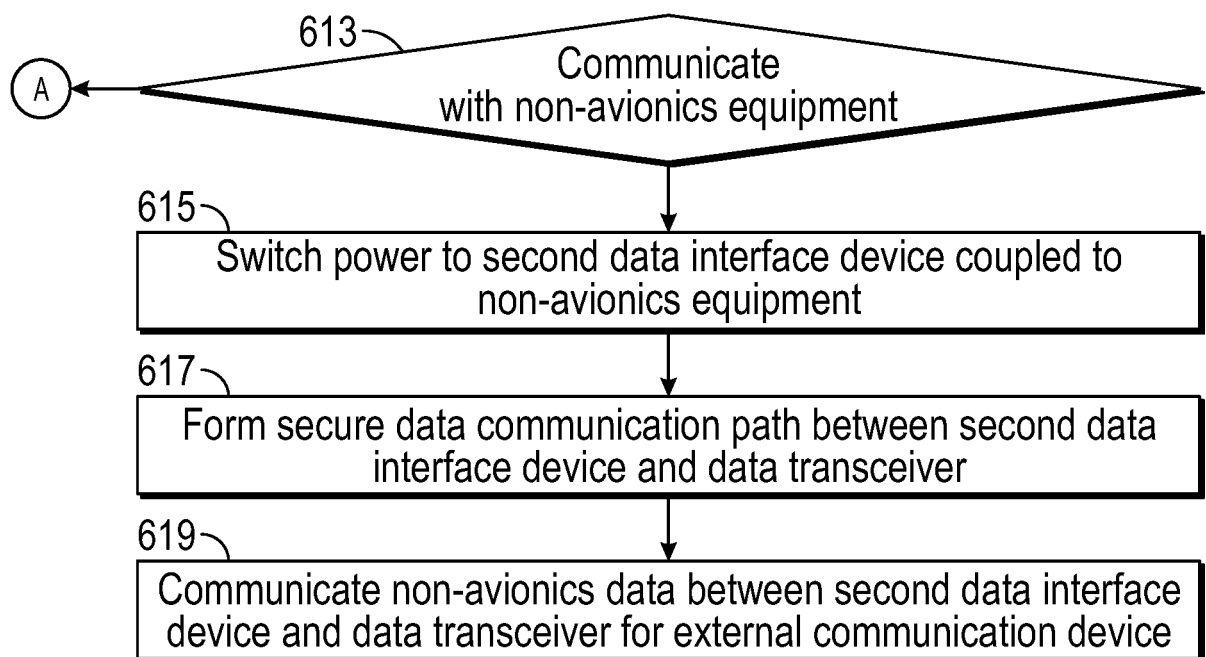 613
Communicate
with non-avionics equipment
A
615
Switch power to second data interface device coupled to
non-avionics equipment
617
Form secure data communication path between second data
interface device and data transceiver
619
Communicate non-avionics data between second data interface
device and data transceiver for external communication device